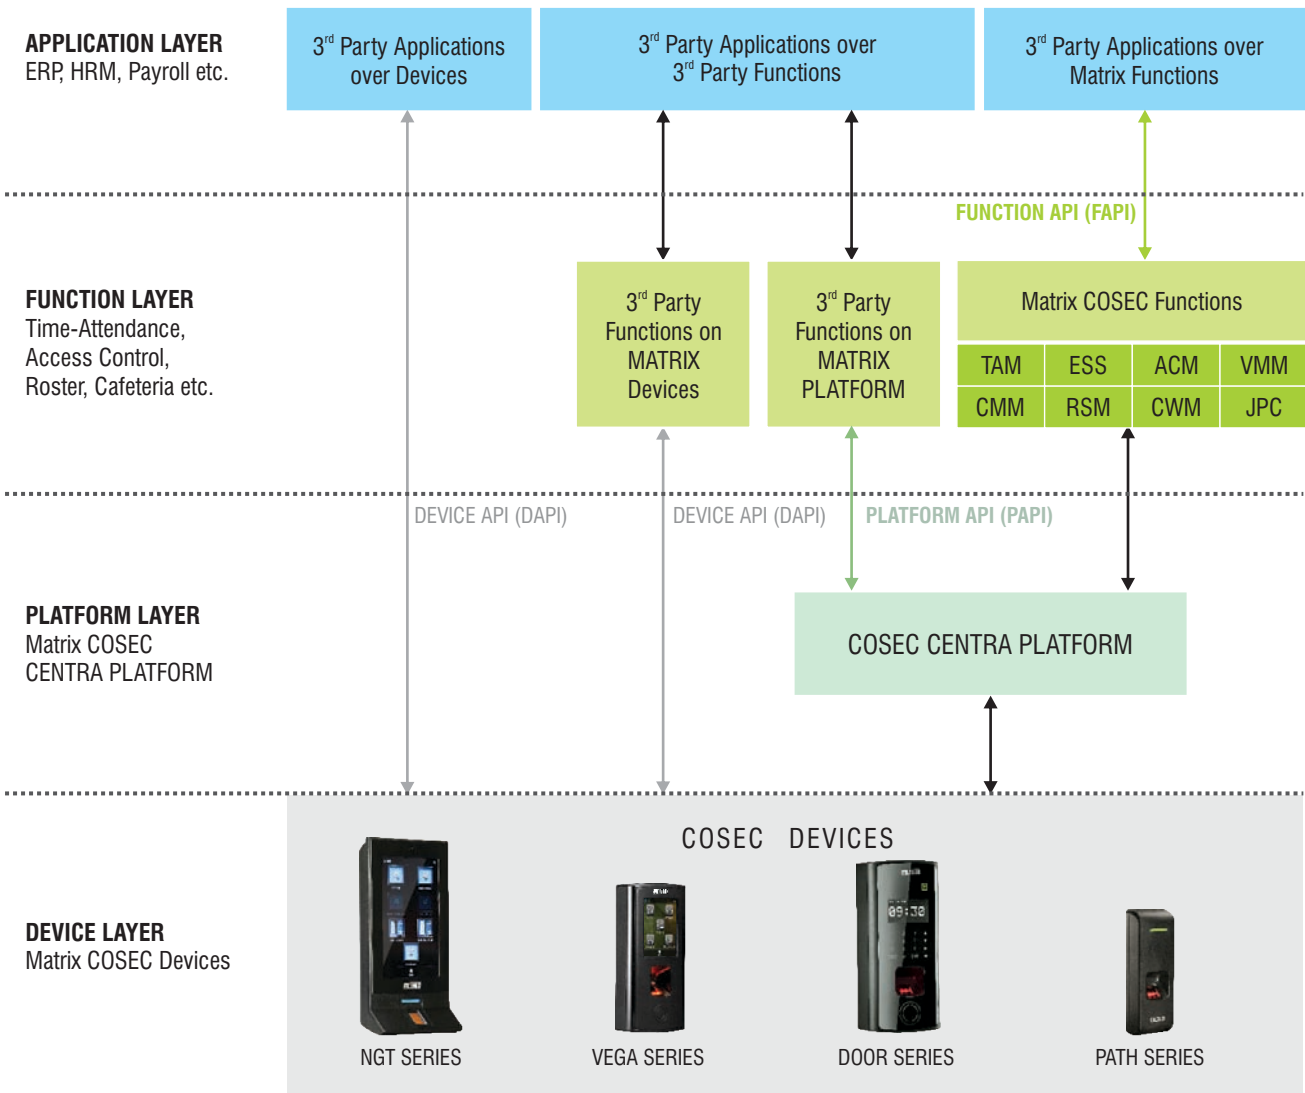 APPLICATION LAYER
ERP, HRM, Payroll etc.
3rd Party Applications
over Devices
3rd Party Applications over
3rd Party Functions
3rd Party Applications over
Matrix Functions
FUNCTION API (FAPI)
FUNCTION LAYER
Time-Attendance,
Access Control,
Roster, Cafeteria etc.
3rd Party
Functions on
MATRIX
Devices
3rd Party
Functions on
MATRIX
PLATFORM
Matrix COSEC Functions
TAM ESS ACM VMM
CMM RSM CWM JPC
DEVICE API (DAPI)
DEVICE API (DAPI)
PLATFORM API (PAPI)
PLATFORM LAYER
Matrix COSEC
CENTRA PLATFORM
COSEC CENTRA PLATFORM
COSEC DEVICES
09:30
DEVICE LAYER
Matrix COSEC Devices
NGT SERIES
VEGA SERIES
DOOR SERIES
PATH SERIES